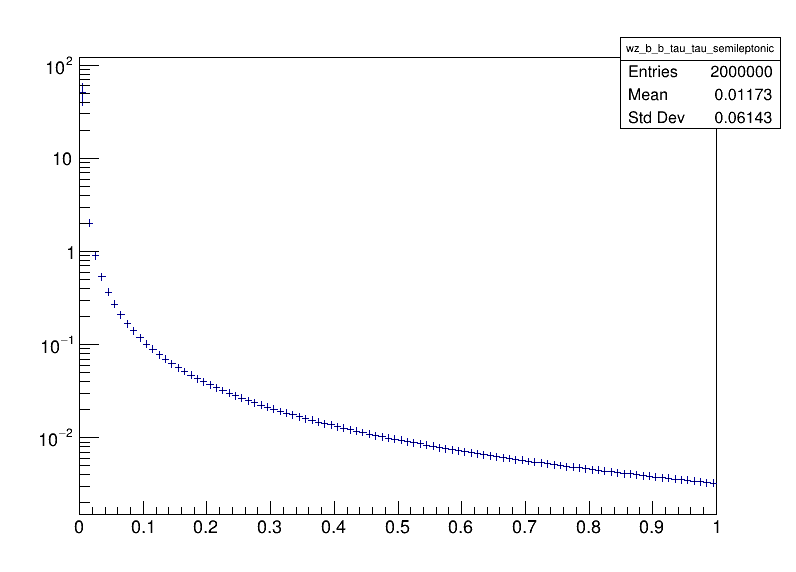 wz_b_b_tau_tau_semileptonic
Entries 2000000
Mean 0.01173
Std Dev 0.06143
10²
10
1
10⁻¹
10⁻²
0 0.1 0.2 0.3 0.4 0.5 0.6 0.7 0.8 0.9 1